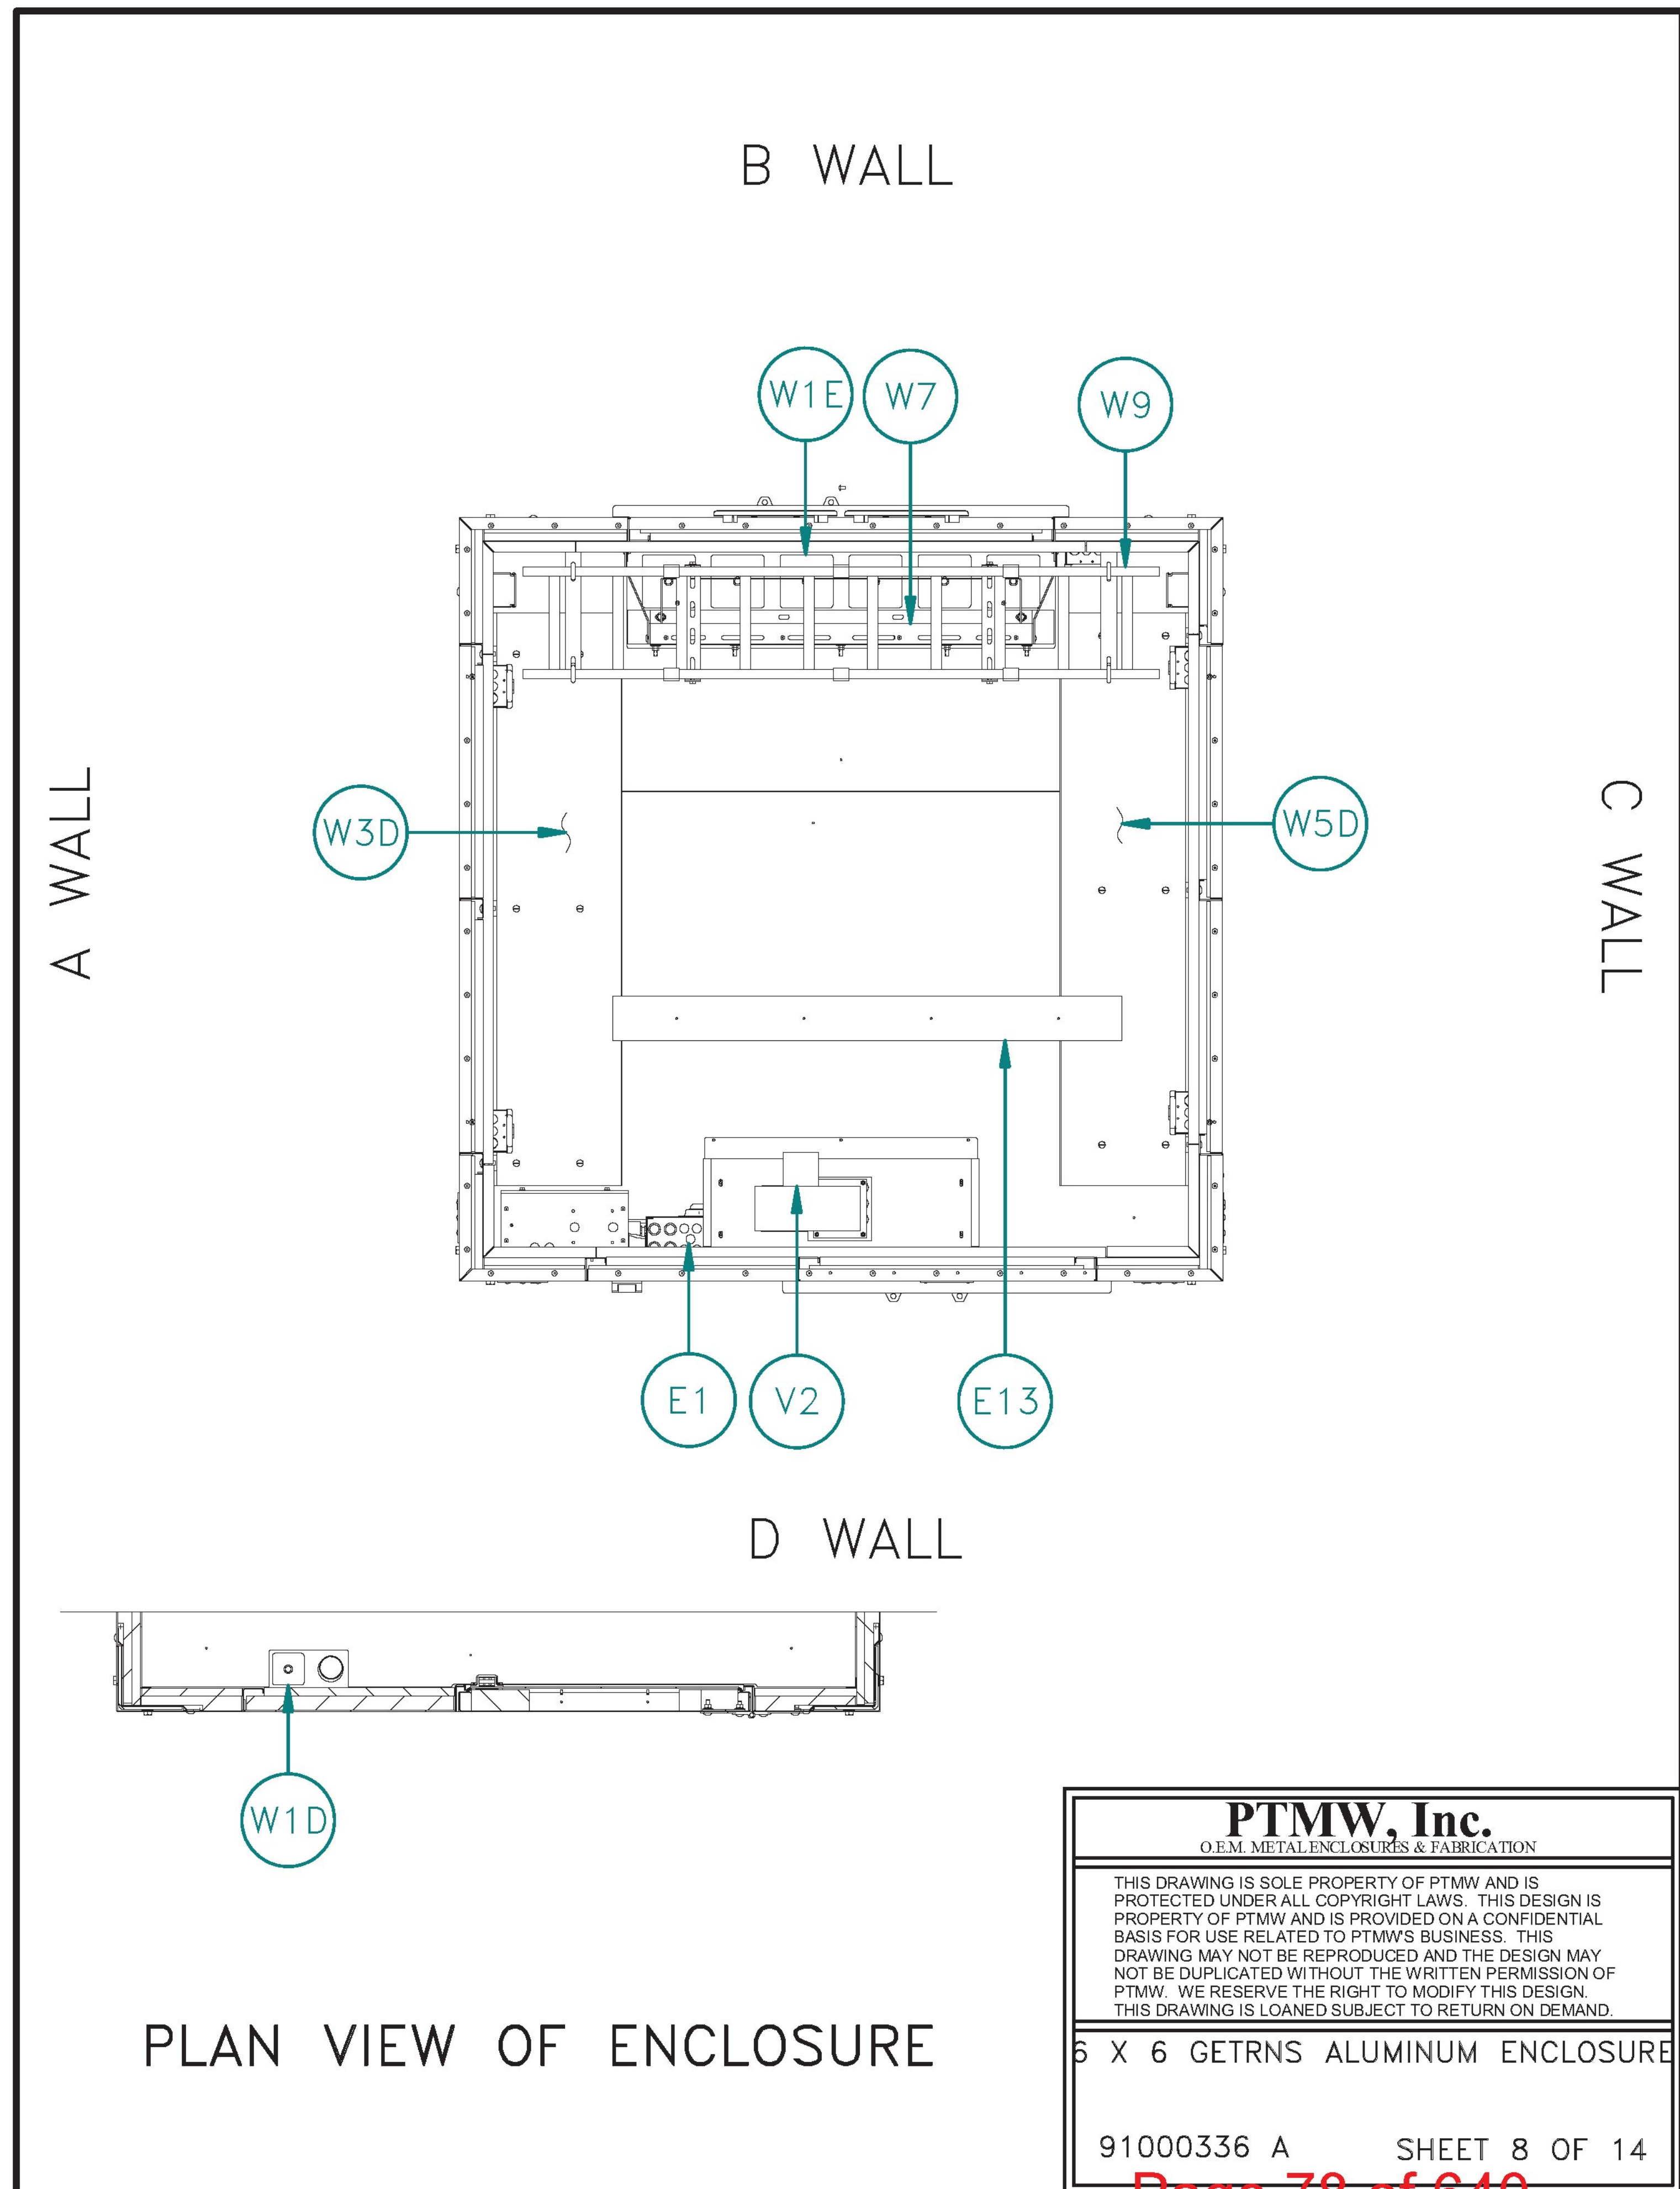 B WALL
W1E
W7
W9
A WALL
W3D
W5D
C WALL
E1
V2
E13
D WALL
W1D
PLAN VIEW OF ENCLOSURE
PTMW, Inc.
O.E.M. METAL ENCLOSURES & FABRICATION
THIS DRAWING IS SOLE PROPERTY OF PTMW AND IS
PROTECTED UNDER ALL COPYRIGHT LAWS. THIS DESIGN IS
PROPERTY OF PTMW AND IS PROVIDED ON A CONFIDENTIAL
BASIS FOR USE RELATED TO PTMW'S BUSINESS. THIS
DRAWING MAY NOT BE REPRODUCED AND THE DESIGN MAY
NOT BE DUPLICATED WITHOUT THE WRITTEN PERMISSION OF
PTMW. WE RESERVE THE RIGHT TO MODIFY THIS DESIGN.
THIS DRAWING IS LOANED SUBJECT TO RETURN ON DEMAND.
6 X 6 GETRNS ALUMINUM ENCLOSURE
91000336 A SHEET 8 OF 14
Page of